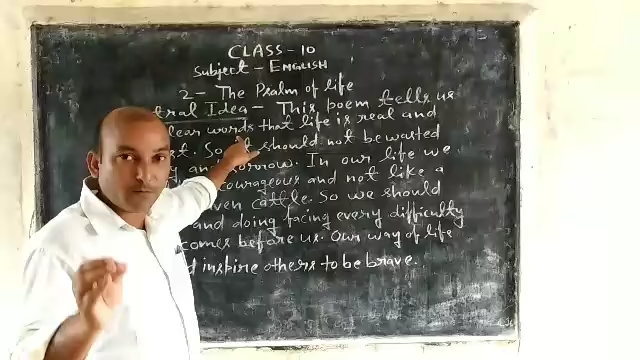 CLASS - 10
Subject - ENGLISH
2 - The Psalm of life
tral Idea - This poem tells us
lear words that life is real and
st. So it should not be wasted
and sorrow. In our life we
courageous and not like a
ven cattle. So we should
and doing facing every difficulty
comes before us. Our way of life
d inspire others to be brave.